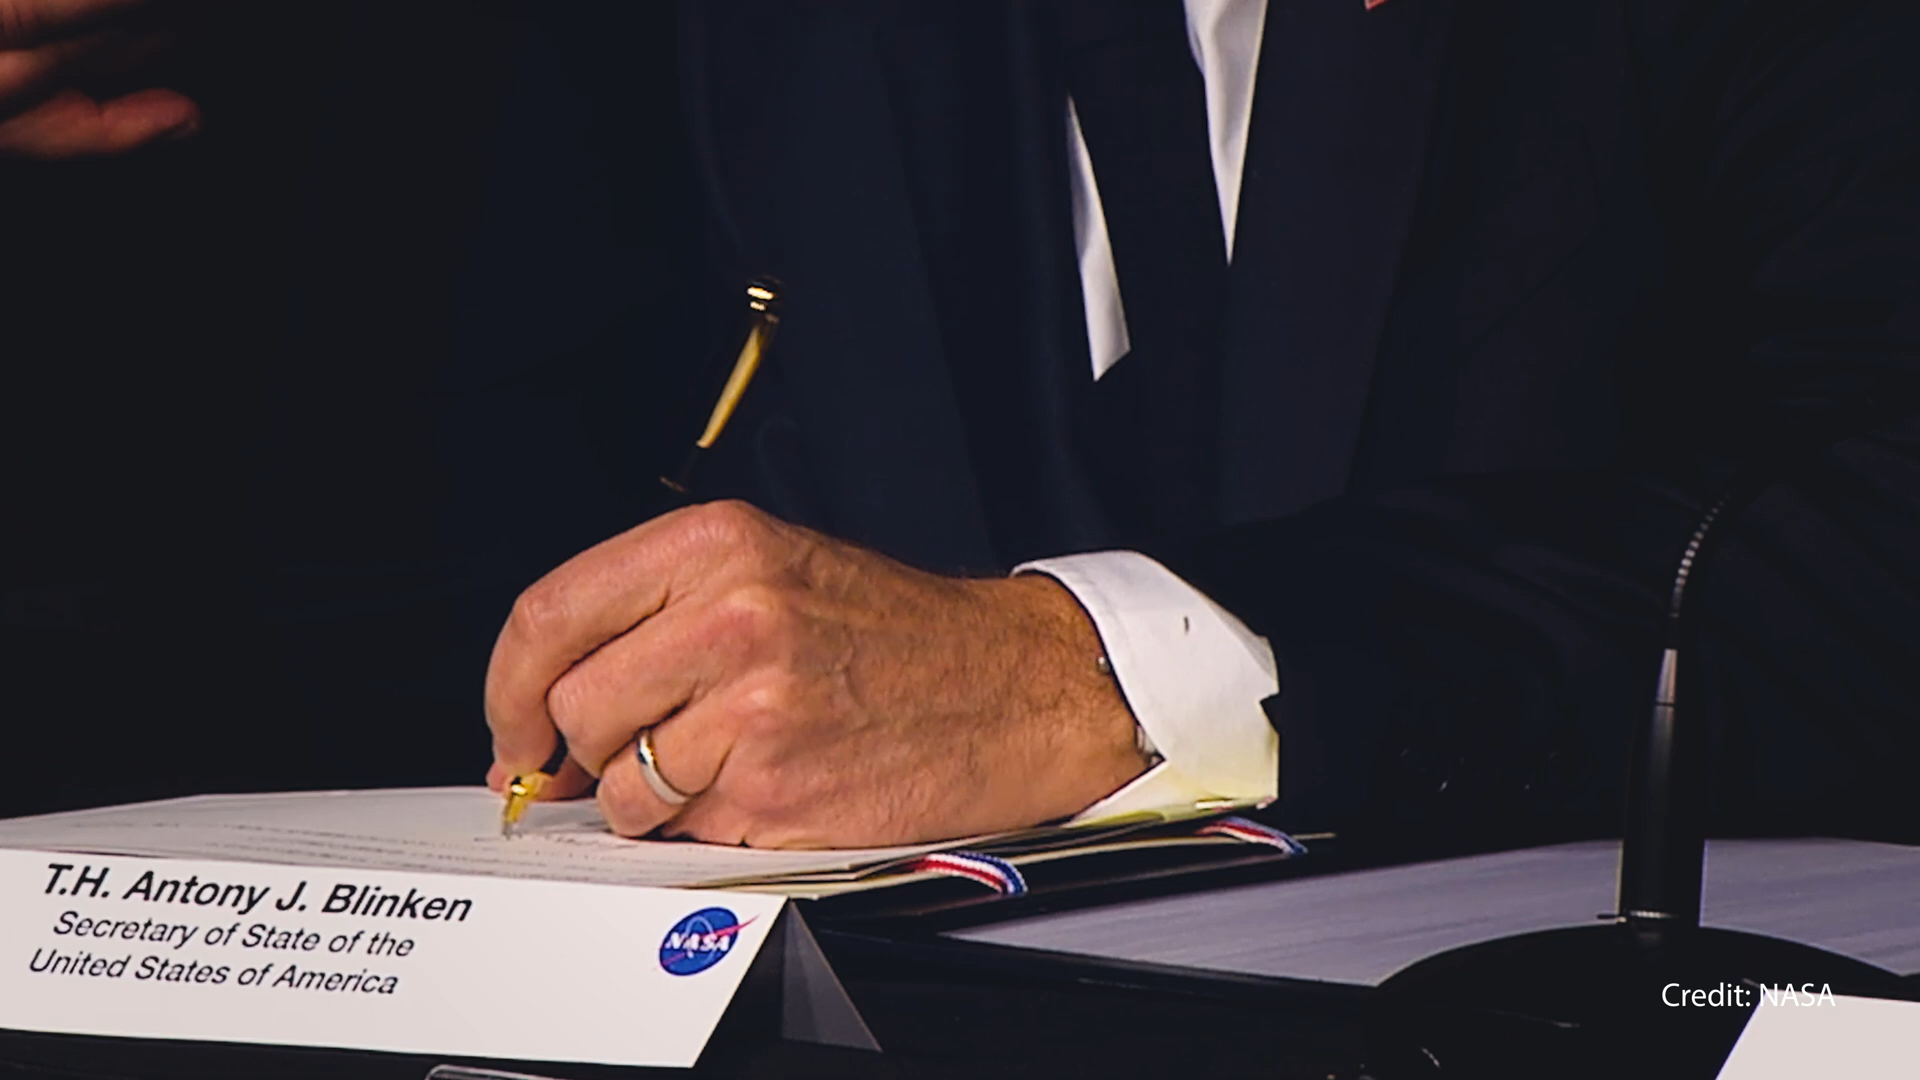 T.H. Antony J. Blinken
Secretary of State of the
United States of America
NASA
Credit: NASA